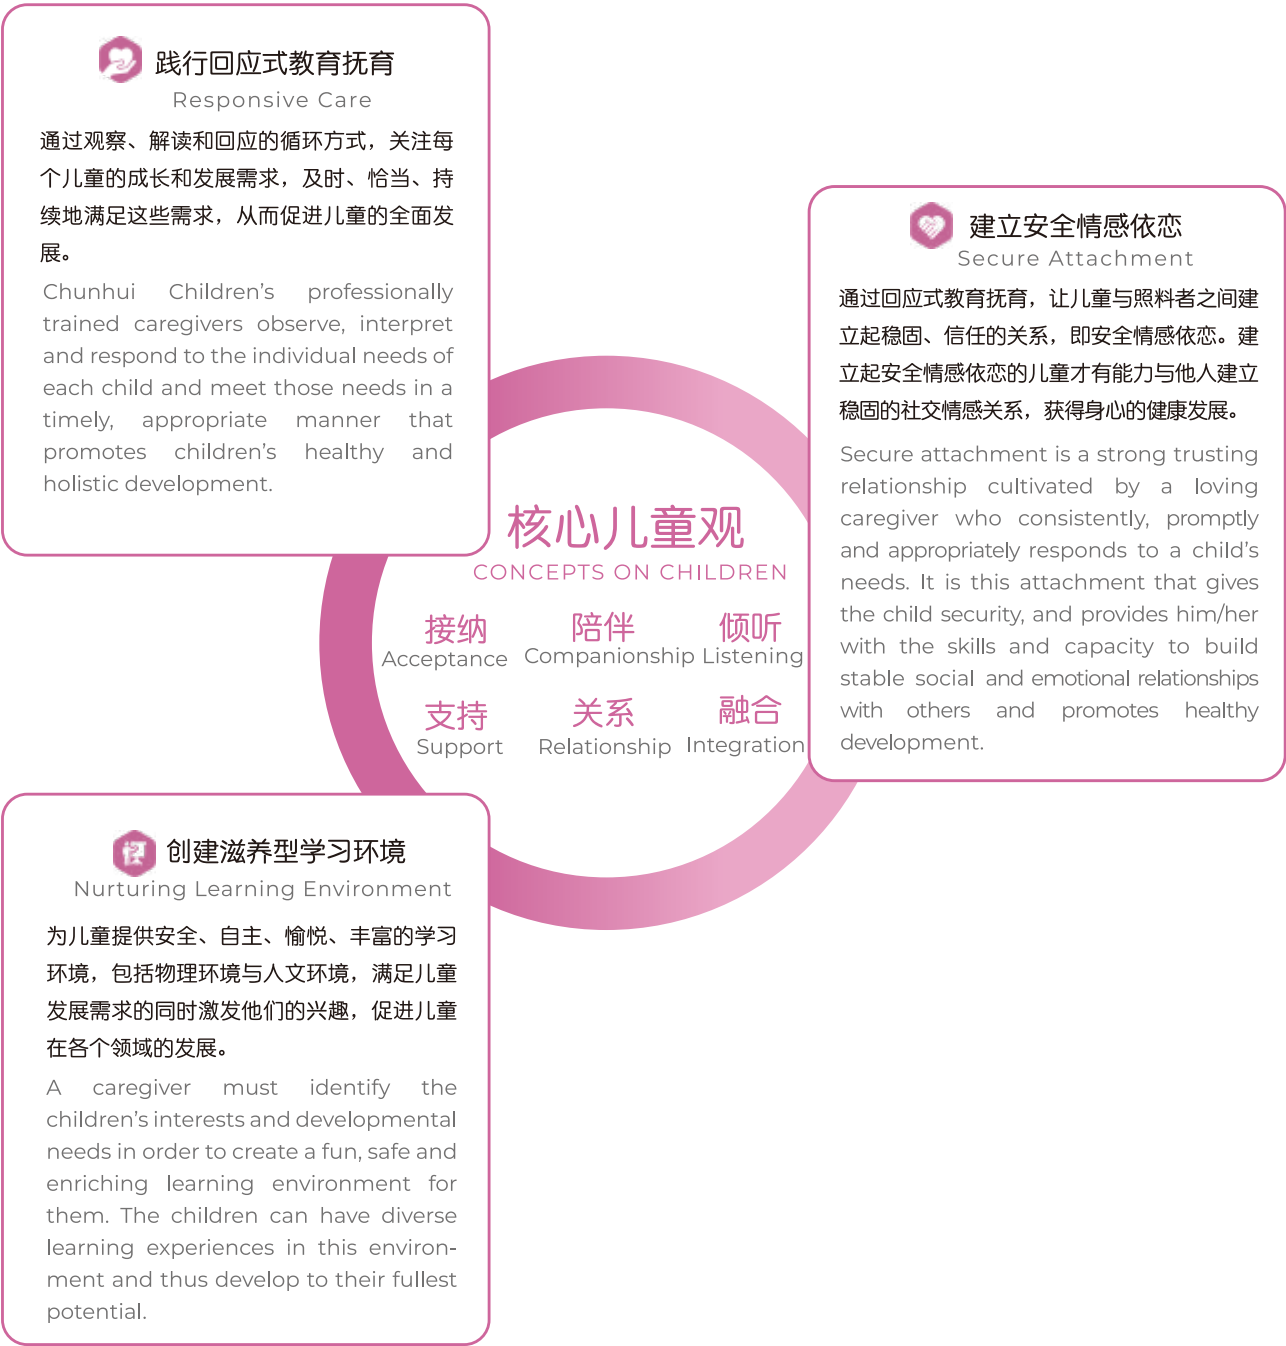 践行回应式教育抚育
Responsive Care
通过观察、解读和回应的循环方式，关注每
个儿童的成长和发展需求，及时、恰当、持
续地满足这些需求，从而促进儿童的全面发
展。
Chunhui Children’s professionally
trained caregivers observe, interpret
and respond to the individual needs of
each child and meet those needs in a
timely, appropriate manner that
promotes children’s healthy and
holistic development.
建立安全情感依恋
Secure Attachment
通过回应式教育抚育，让儿童与照料者之间建
立起稳固、信任的关系，即安全情感依恋。建
立起安全情感依恋的儿童才有能力与他人建立
稳固的社交情感关系，获得身心的健康发展。
Secure attachment is a strong trusting
relationship cultivated by a loving
caregiver who consistently, promptly
and appropriately responds to a child’s
needs. It is this attachment that gives
the child security, and provides him/her
with the skills and capacity to build
stable social and emotional relationships
with others and promotes healthy
development.
核心儿童观
CONCEPTS ON CHILDREN
接纳 陪伴 倾听
Acceptance Companionship Listening
支持 关系 融合
Support Relationship Integration
创建滋养型学习环境
Nurturing Learning Environment
为儿童提供安全、自主、愉悦、丰富的学习
环境，包括物理环境与人文环境，满足儿童
发展需求的同时激发他们的兴趣，促进儿童
在各个领域的发展。
A caregiver must identify the
children’s interests and developmental
needs in order to create a fun, safe and
enriching learning environment for
them. The children can have diverse
learning experiences in this environ-
ment and thus develop to their fullest
potential.